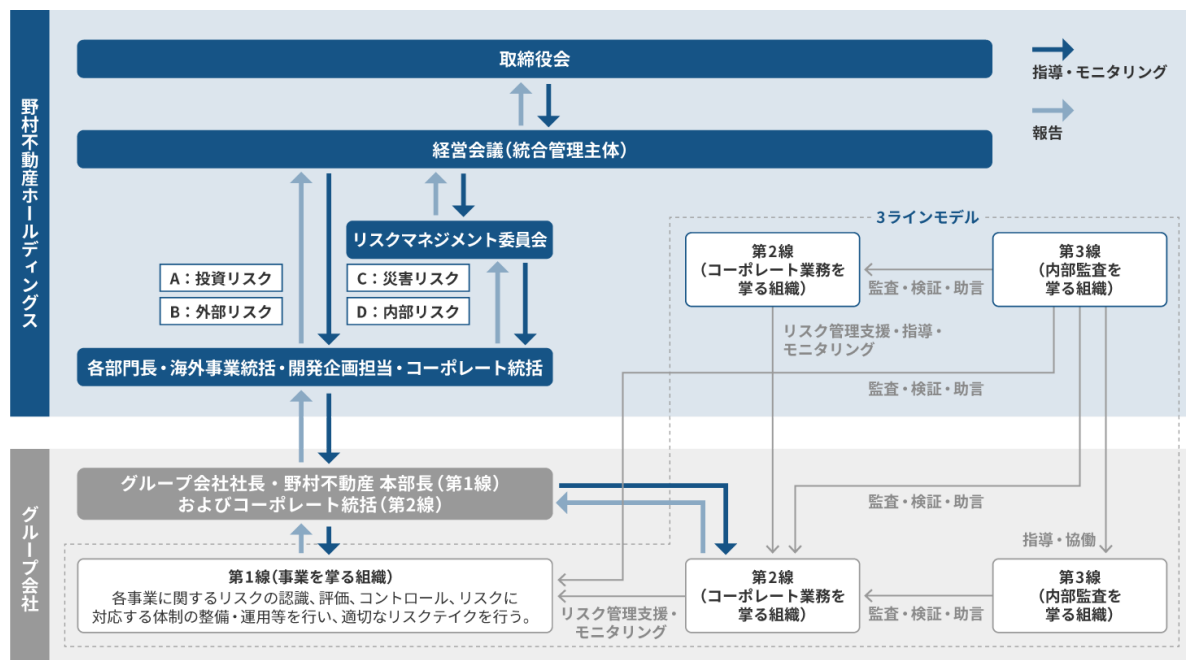 野村不動産ホールディングス
取締役会
指導・モニタリング
報告
経営会議（統合管理主体）
リスクマネジメント委員会
A：投資リスク
B：外部リスク
C：災害リスク
D：内部リスク
各部門長・海外事業統括・開発企画担当・コーポレート統括
3ラインモデル
第2線
（コーポレート業務を
掌る組織）
監査・検証・助言
第3線
（内部監査を
掌る組織）
リスク管理支援・指導・
モニタリング
監査・検証・助言
グループ会社
グループ会社社長・野村不動産 本部長（第1線）
およびコーポレート統括（第2線）
監査・検証・助言
指導・協働
第1線（事業を掌る組織）
各事業に関するリスクの認識、評価、コントロール、リスクに
対応する体制の整備・運用等を行い、適切なリスクテイクを行う。
リスク管理支援・
モニタリング
第2線
（コーポレート業務を
掌る組織）
監査・検証・助言
第3線
（内部監査を
掌る組織）